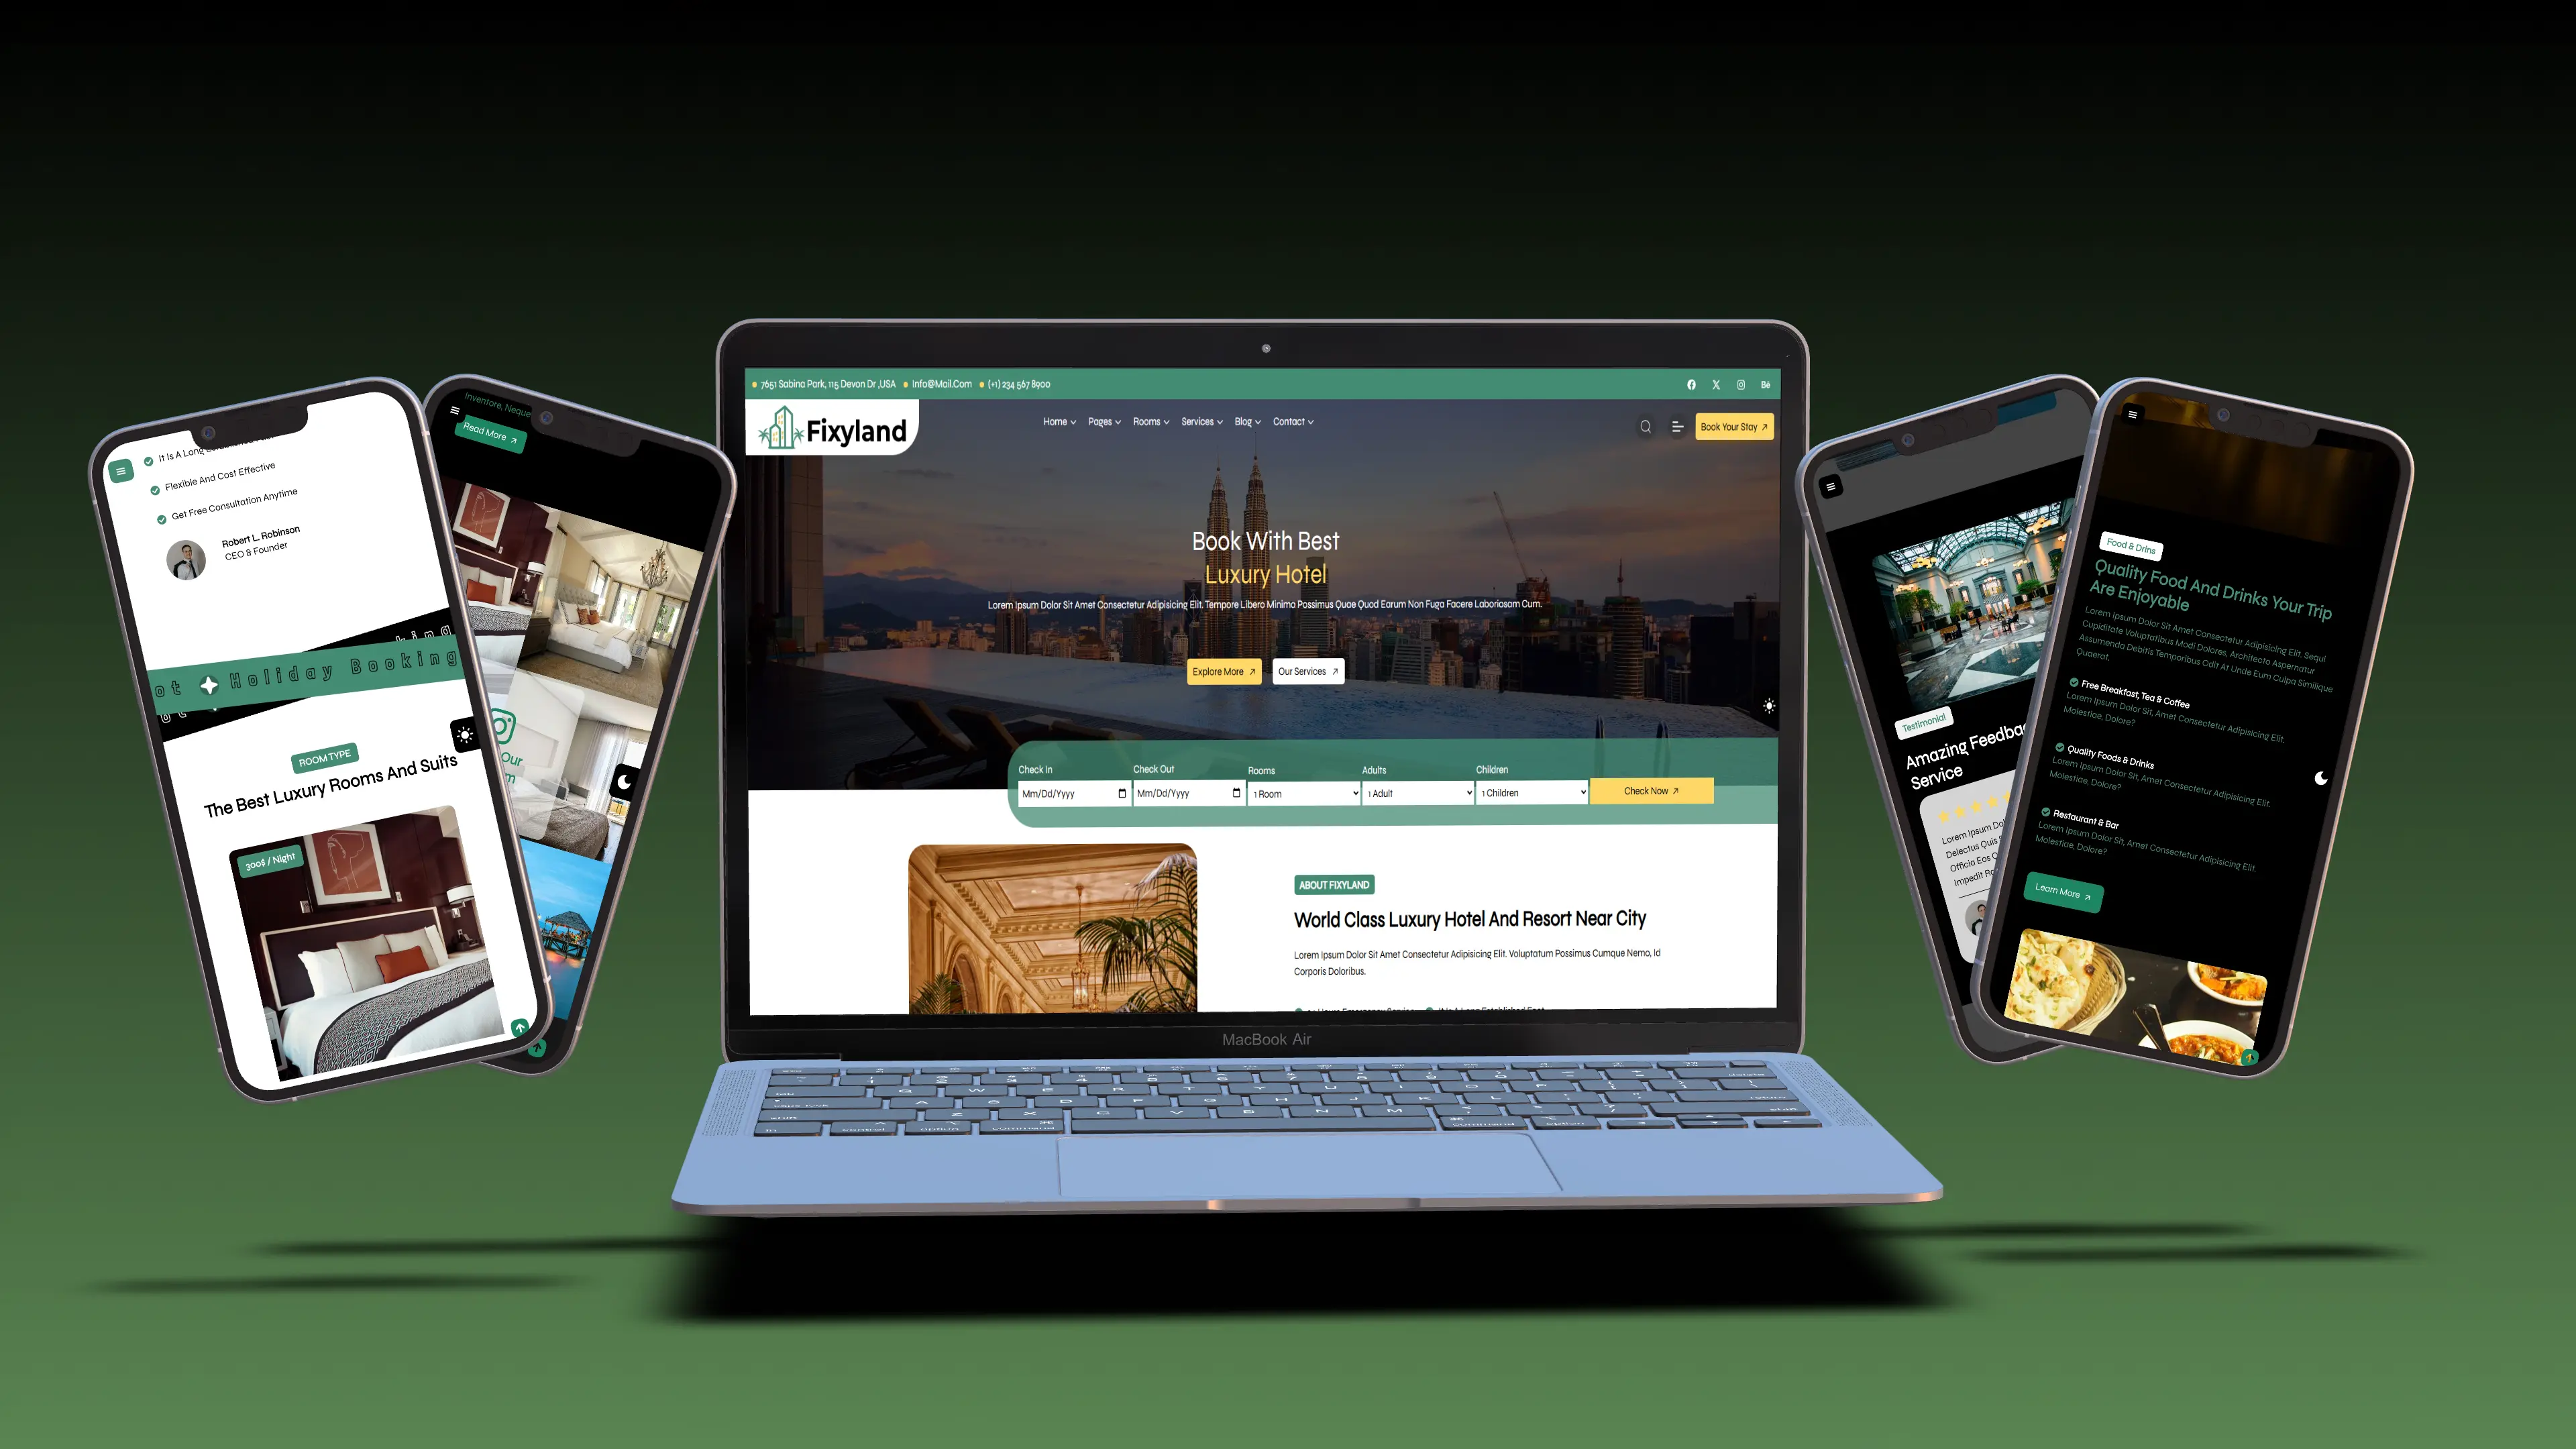 It Is A Long
Flexible And Cost Effective
Get Free Consultation Anytime
Robert L. Robinson
CEO & Founder
Holiday Booking
ROOM TYPE
The Best Luxury Rooms And Suits
300$ / Night
Inventore, Neque
Read More
Our
7651 Sabina Park, 115 Devon Dr ,USA
Info@Mail.Com
(+1) 234 567 8900
Bē
Fixyland
Home Pages Rooms Services Blog Contact
Book Your Stay
Book With Best
Luxury Hotel
Lorem Ipsum Dolor Sit Amet Consectetur Adipisicing Elit. Tempore Libero Minima Possimus Quae Quod Earum Non Fuga Facere Laboriosam Cum.
Explore More
Our Services
Check In Check Out Rooms Adults Children
Mm/Dd/Yyyy Mm/Dd/Yyyy 1 Room 1 Adult 1 Children Check Now
ABOUT FIXYLAND
World Class Luxury Hotel And Resort Near City
Lorem Ipsum Dolor Sit Amet Consectetur Adipisicing Elit. Voluptatum Possimus Cumque Nemo, Id
Corporis Doloribus.
MacBook Air
Testimonial
Amazing Feedba
Service
Lorem Ipsum Do
Delectus Quis
Officia Eos
Impedit
Food & Drins
Quality Food And Drinks Your Trip
Are Enjoyable
Lorem Ipsum Dolor Sit Amet Consectetur Adipisicing Elit. Sequi
Cupiditate Voluptatibus Modi Dolores, Architecto Aspernatur
Assumenda Debitis Temporibus Odit At Unde Eum Culpa Similique
Quaerat.
Free Breakfast, Tea & Coffee
Lorem Ipsum Dolor Sit, Amet Consectetur Adipisicing Elit.
Molestiae, Dolore?
Quality Foods & Drinks
Lorem Ipsum Dolor Sit, Amet Consectetur Adipisicing Elit.
Molestiae, Dolore?
Restaurant & Bar
Lorem Ipsum Dolor Sit, Amet Consectetur Adipisicing Elit.
Molestiae, Dolore?
Learn More